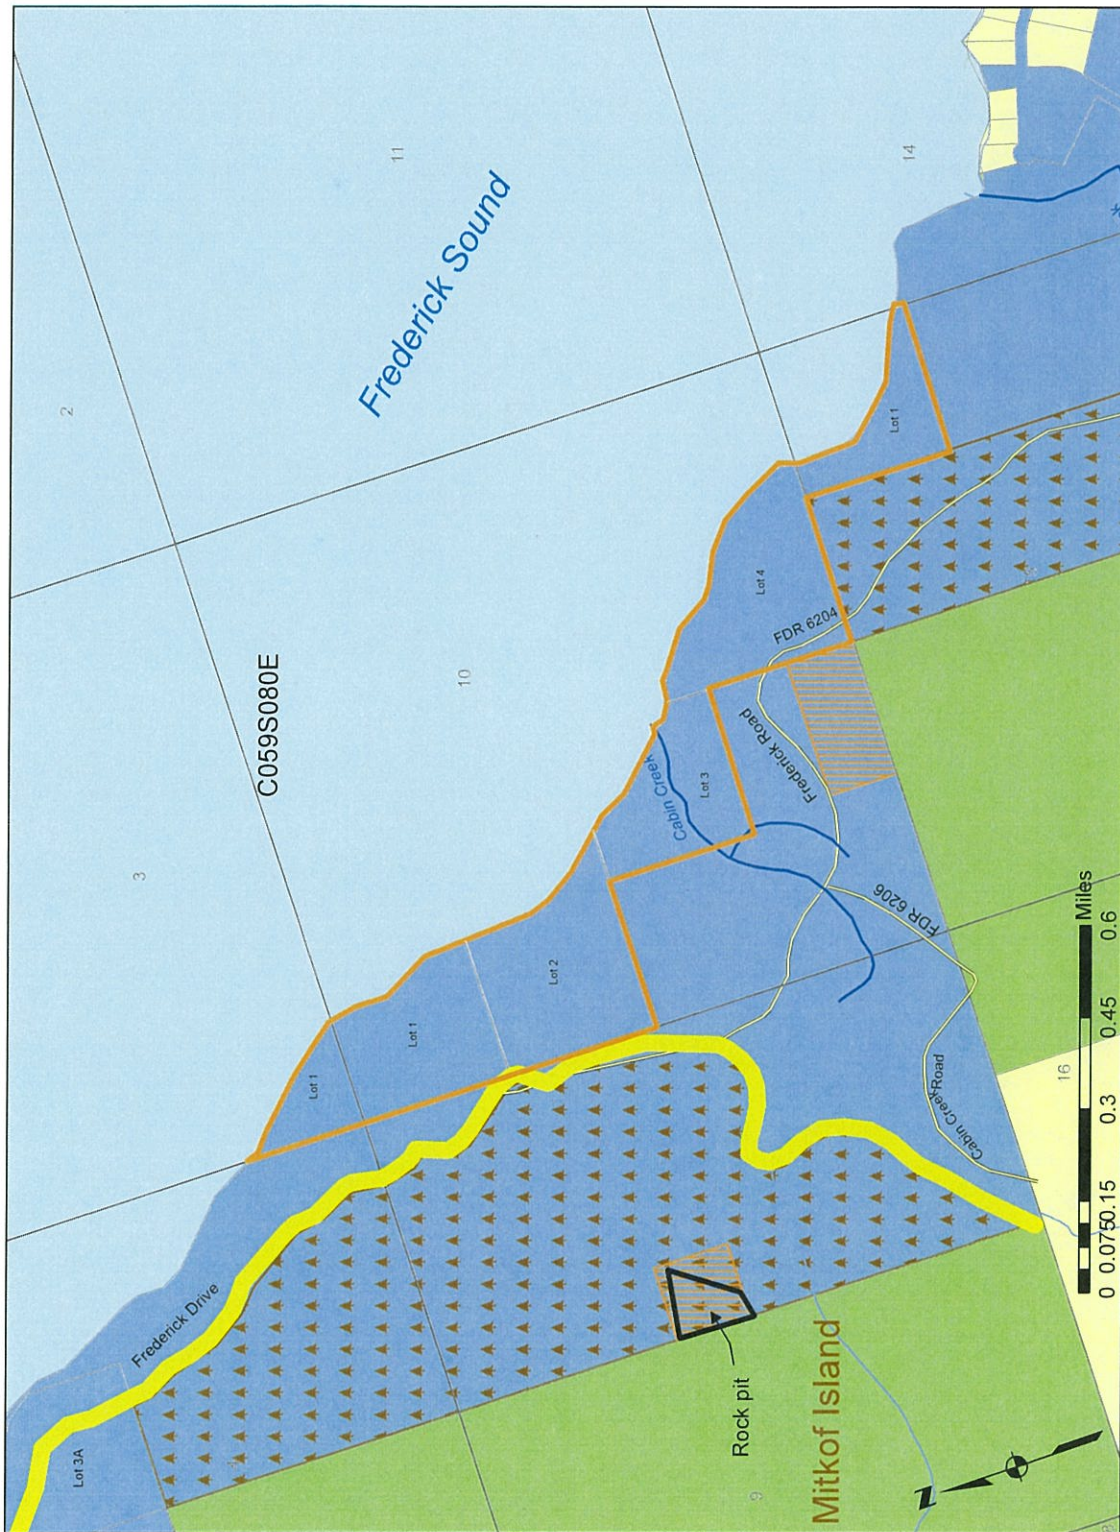 2
11
14
Frederick Sound
3
C059S080E
10
Lot 1
Lot 4
FDR 6204
Lot 3
Frederick Road
Cabin Creek
Lot 2
FDR 6206
Lot 1
Lot 1
Cabin Creek Road
16
Frederick Drive
Lot 3A
Rock pit
Mitkof Island
9
N
0 0.075 0.15 0.3 0.45 0.6
Miles